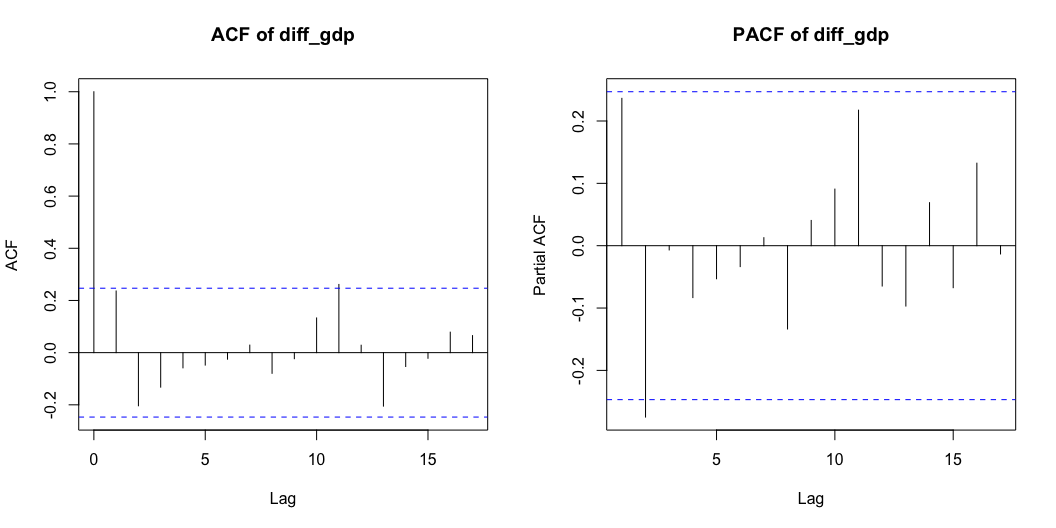 ACF of diff_gdp
ACF
1.0
0.8
0.6
0.4
0.2
0.0
-0.2
0 5 10 15
Lag
PACF of diff_gdp
Partial ACF
0.2
0.1
0.0
-0.1
-0.2
5 10 15
Lag